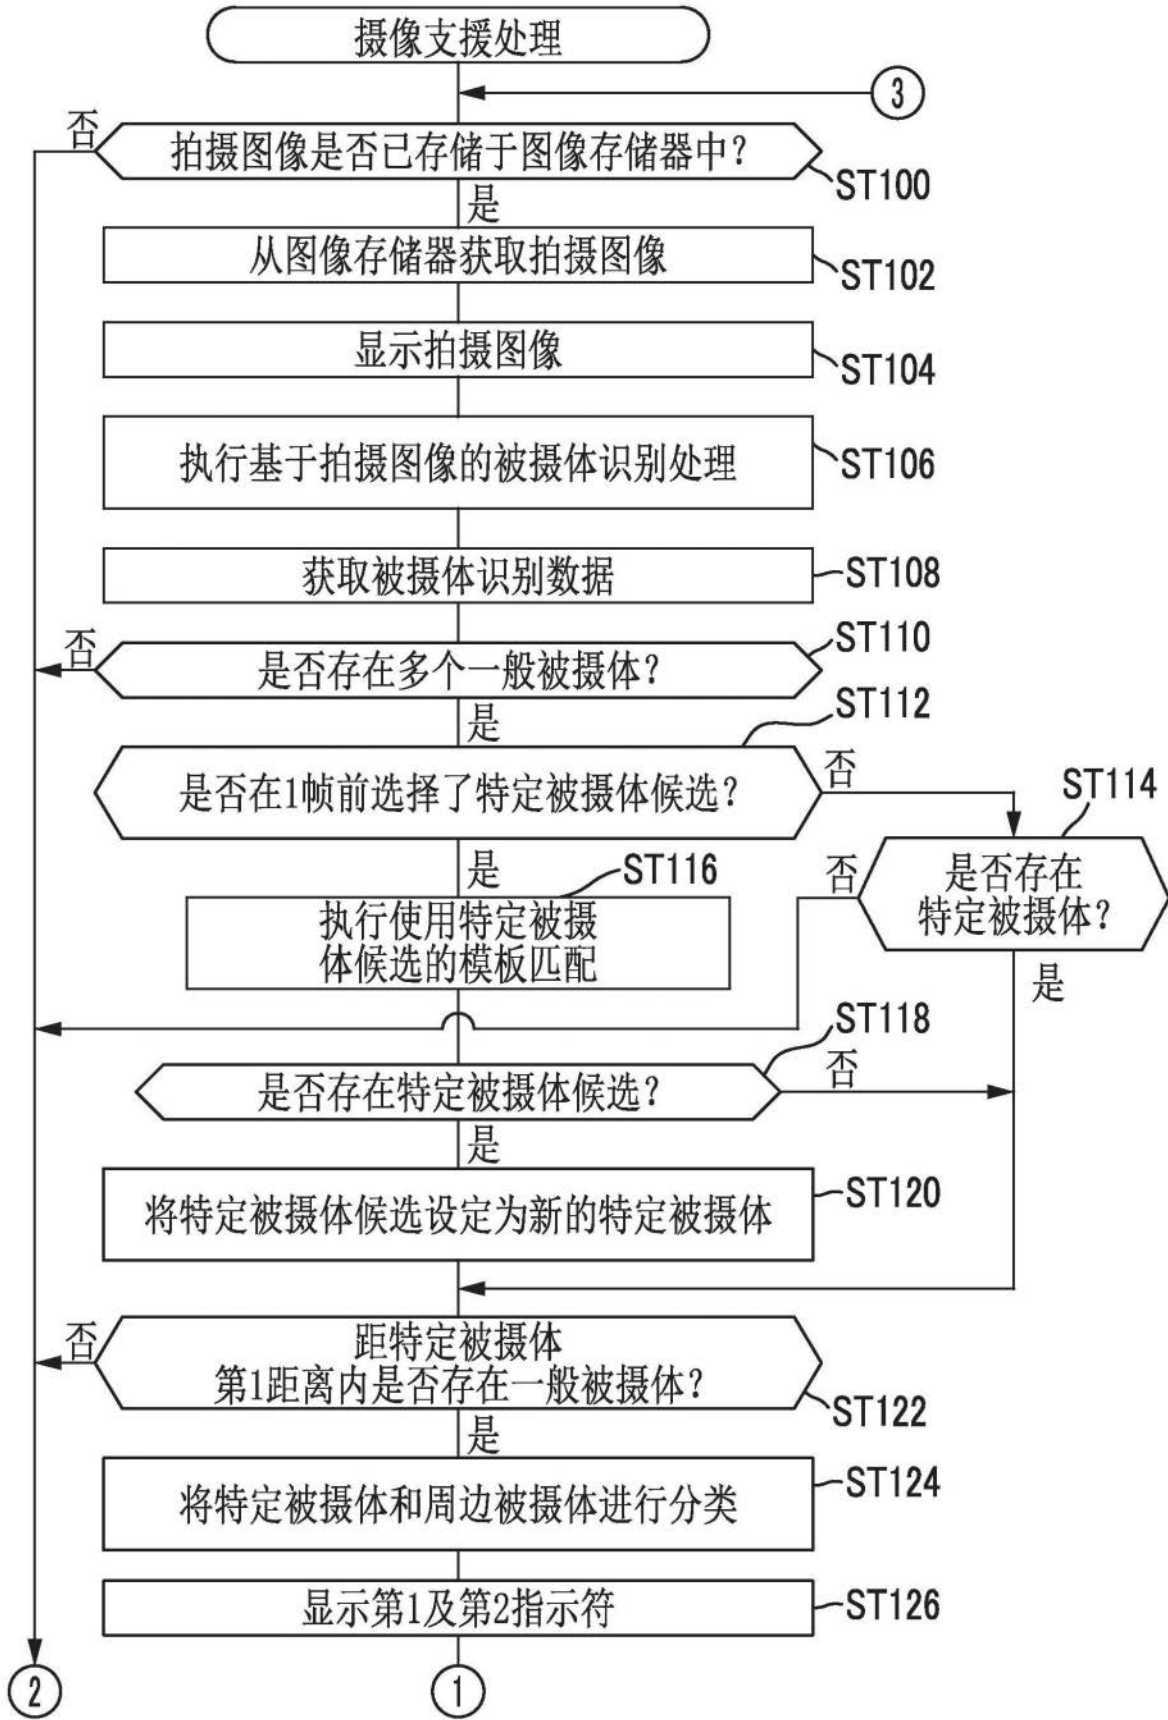 摄像支援处理
3
否
拍摄图像是否已存储于图像存储器中？
ST100
是
从图像存储器获取拍摄图像
ST102
显示拍摄图像
ST104
执行基于拍摄图像的被摄体识别处理
ST106
获取被摄体识别数据
ST108
否
是否存在多个一般被摄体？
ST110
是
ST112
是否在1帧前选择了特定被摄体候选？
否
ST114
是否存在
特定被摄体？
否
是
是
ST116
执行使用特定被摄
体候选的模板匹配
ST118
是否存在特定被摄体候选？
否
是
将特定被摄体候选设定为新的特定被摄体
ST120
否
距特定被摄体
第1距离内是否存在一般被摄体？
ST122
是
将特定被摄体和周边被摄体进行分类
ST124
显示第1及第2指示符
ST126
2
1